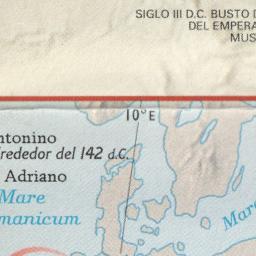 SIGLO III D.C. BUSTO
DEL EMPERA
MUS
10°E
ntonino
rededor del 142 d.C.
Adriano
Mare
manicum
Mare